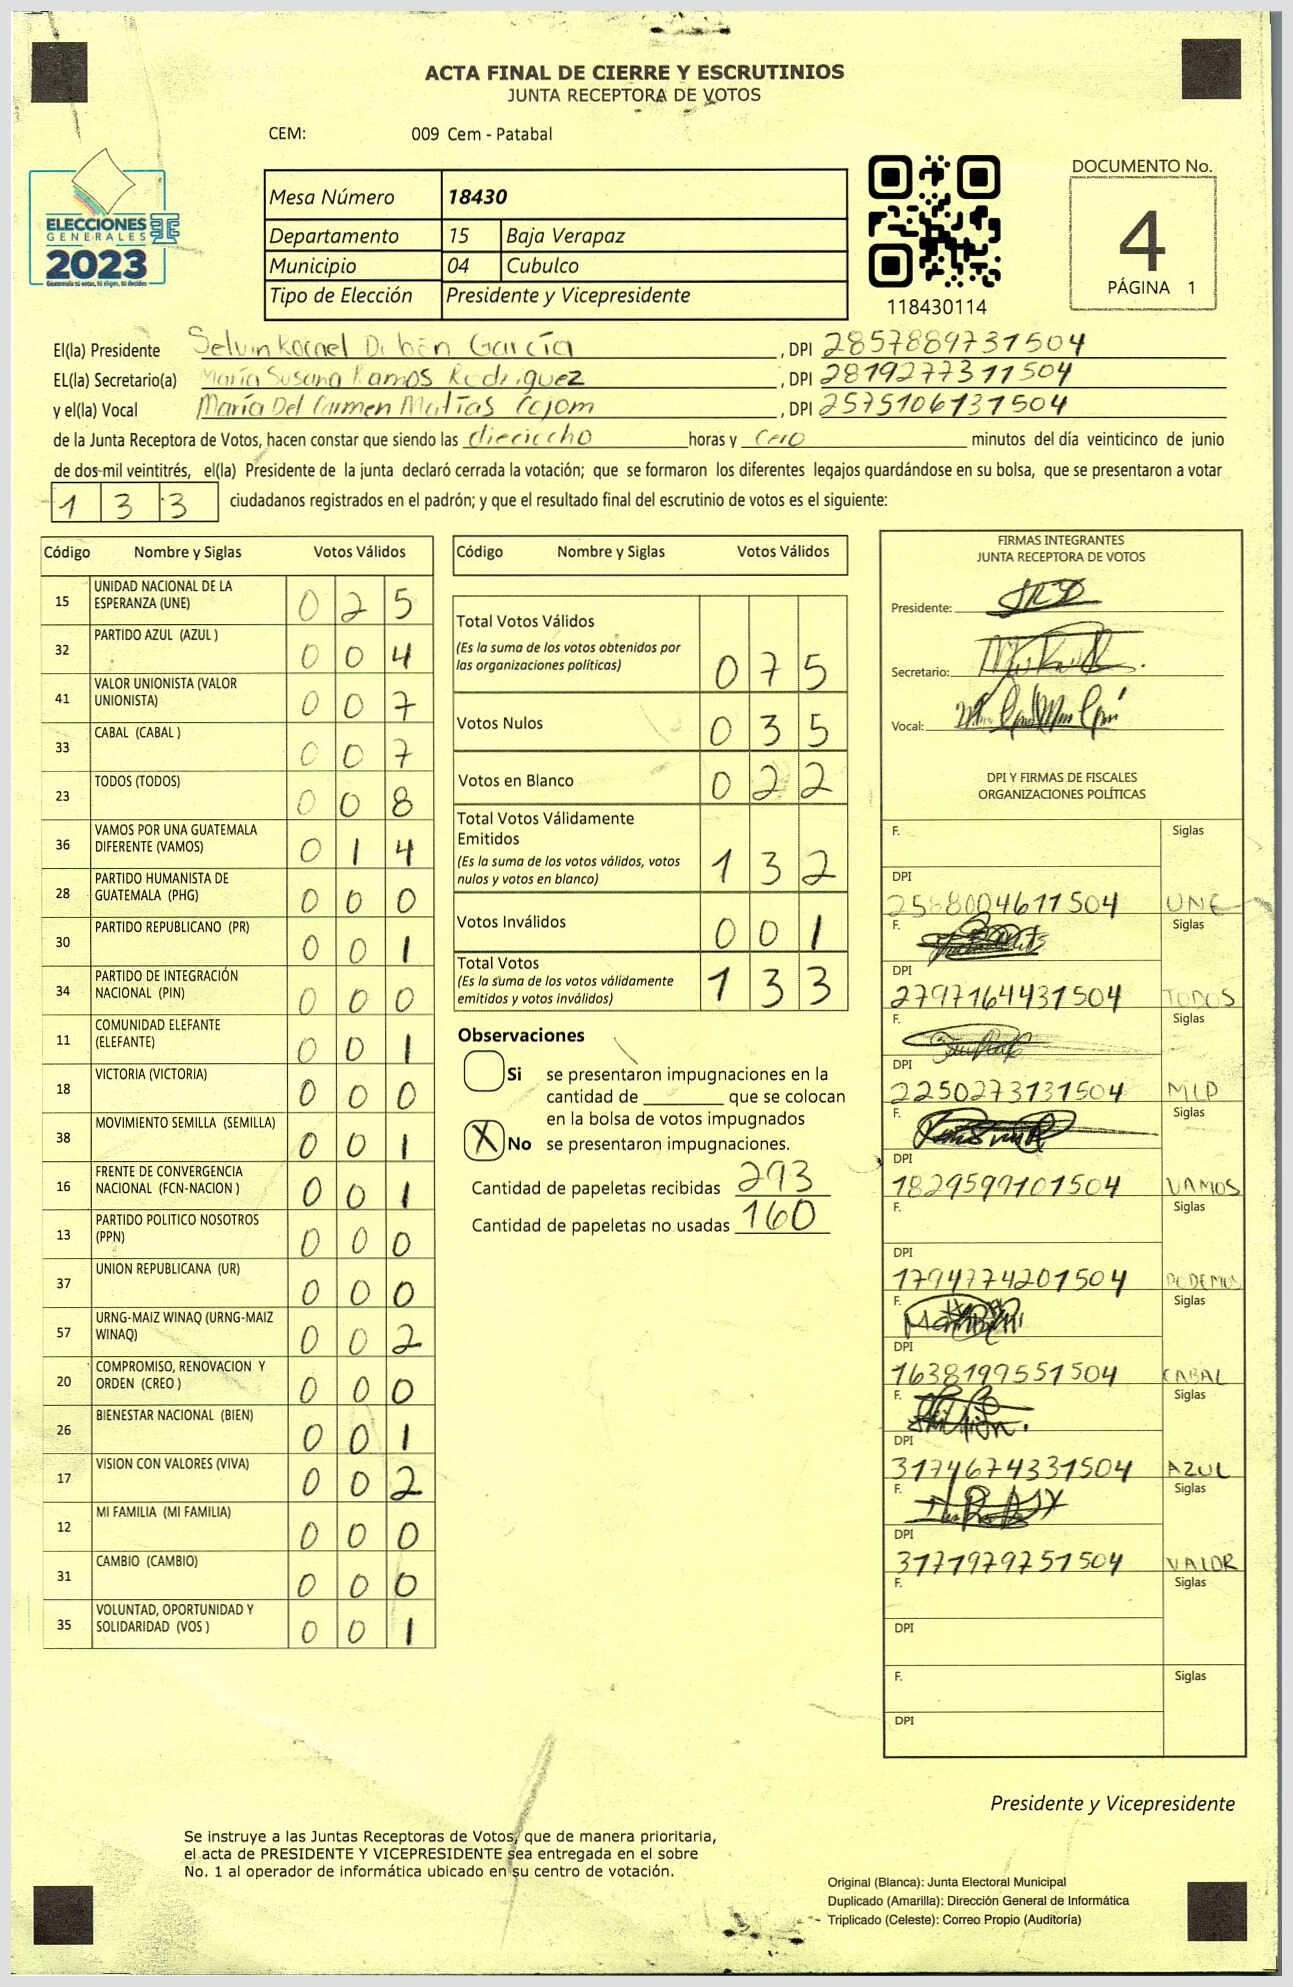 ACTA FINAL DE CIERRE Y ESCRUTINIOS
JUNTA RECEPTORA DE VOTOS
CEM: 009 Cem - Patabal
ELECCIONES
GENERALES
2023
Guatemala tú votas, tú eliges, tú decides
Mesa Número 18430
Departamento 15 Baja Verapaz
Municipio 04 Cubulco
Tipo de Elección Presidente y Vicepresidente
118430114
DOCUMENTO No.
4
PÁGINA 1
El(la) Presidente García , DPI 2857889731504
EL(la) Secretario(a) María Susana Ramos Rodriguez , DPI 2819277311504
y el(la) Vocal María Del Carmen Matías Cojom , DPI 2575106131504
de la Junta Receptora de Votos, hacen constar que siendo las dieciocho horas y cero minutos del día veinticinco de junio
de dos-mil veintitrés, el(la) Presidente de la junta declaró cerrada la votación; que se formaron los diferentes legajos guardándose en su bolsa, que se presentaron a votar
1 3 3 ciudadanos registrados en el padrón; y que el resultado final del escrutinio de votos es el siguiente:
Código Nombre y Siglas Votos Válidos
15 UNIDAD NACIONAL DE LA
ESPERANZA (UNE) 0 2 5
32 PARTIDO AZUL (AZUL ) 0 0 4
41 VALOR UNIONISTA (VALOR
UNIONISTA) 0 0 7
33 CABAL (CABAL ) 0 0 7
23 TODOS (TODOS) 0 0 8
36 VAMOS POR UNA GUATEMALA
DIFERENTE (VAMOS) 0 1 4
28 PARTIDO HUMANISTA DE
GUATEMALA (PHG) 0 0 0
30 PARTIDO REPUBLICANO (PR) 0 0 1
34 PARTIDO DE INTEGRACIÓN
NACIONAL (PIN) 0 0 0
11 COMUNIDAD ELEFANTE
(ELEFANTE) 0 0 1
18 VICTORIA (VICTORIA) 0 0 0
38 MOVIMIENTO SEMILLA (SEMILLA) 0 0 1
16 FRENTE DE CONVERGENCIA
NACIONAL (FCN-NACION ) 0 0 1
13 PARTIDO POLITICO NOSOTROS
(PPN) 0 0 0
37 UNION REPUBLICANA (UR) 0 0 0
57 URNG-MAIZ WINAQ (URNG-MAIZ
WINAQ) 0 0 2
20 COMPROMISO, RENOVACION Y
ORDEN (CREO ) 0 0 0
26 BIENESTAR NACIONAL (BIEN) 0 0 1
17 VISION CON VALORES (VIVA) 0 0 2
12 MI FAMILIA (MI FAMILIA) 0 0 0
31 CAMBIO (CAMBIO) 0 0 0
35 VOLUNTAD, OPORTUNIDAD Y
SOLIDARIDAD (VOS ) 0 0 1
Código Nombre y Siglas Votos Válidos
Total Votos Válidos
(Es la suma de los votos obtenidos por
las organizaciones políticas) 0 7 5
Votos Nulos 0 3 5
Votos en Blanco 0 2 2
Total Votos Válidamente
Emitidos
(Es la suma de los votos válidos, votos
nulos y votos en blanco) 1 3 2
Votos Inválidos 0 0 1
Total Votos
(Es la suma de los votos válidamente
emitidos y votos inválidos) 1 3 3
Observaciones
Si se presentaron impugnaciones en la
cantidad de ________ que se colocan
en la bolsa de votos impugnados
X No se presentaron impugnaciones.
Cantidad de papeletas recibidas 293
Cantidad de papeletas no usadas 160
FIRMAS INTEGRANTES
JUNTA RECEPTORA DE VOTOS
Presidente:
Secretario:
Vocal:
DPI Y FIRMAS DE FISCALES
ORGANIZACIONES POLÍTICAS
F. Siglas
DPI
2588004611504 UNE
F. Siglas
DPI
2797164431504 TODOS
F. Siglas
DPI
2250273131504 MLP
F. Siglas
DPI
1829599101504 VAMOS
F. Siglas
DPI
1794774201504 PODEMOS
F. Siglas
DPI
1638199551504 CABAL
F. Siglas
DPI
3174674331504 AZUL
F. Siglas
DPI
3171979751504 VALOR
F. Siglas
DPI
F. Siglas
DPI
Presidente y Vicepresidente
Se instruye a las Juntas Receptoras de Votos, que de manera prioritaria,
el acta de PRESIDENTE Y VICEPRESIDENTE sea entregada en el sobre
No. 1 al operador de informática ubicado en su centro de votación.
Original (Blanca): Junta Electoral Municipal
Duplicado (Amarilla): Dirección General de Informática
Triplicado (Celeste): Correo Propio (Auditoría)